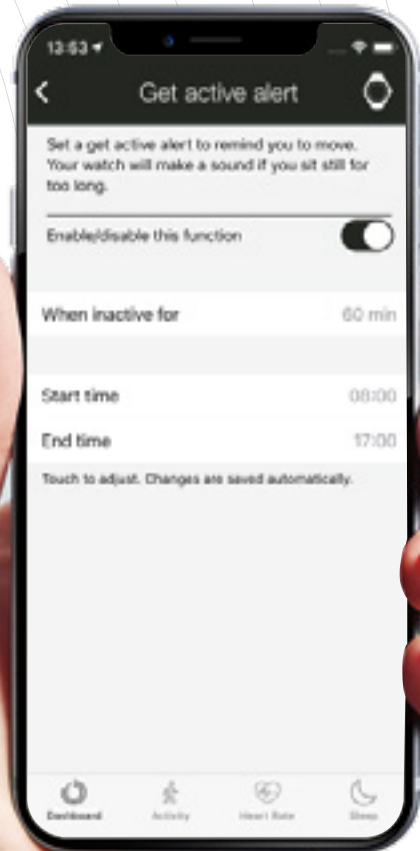 13:53
Get active alert
Set a get active alert to remind you to move.
Your watch will make a sound if you sit still for
too long.
Enable/disable this function
When inactive for 60 min
Start time 08:00
End time 17:00
Touch to adjust. Changes are saved automatically.
Dashboard Activity Heart Rate Sleep